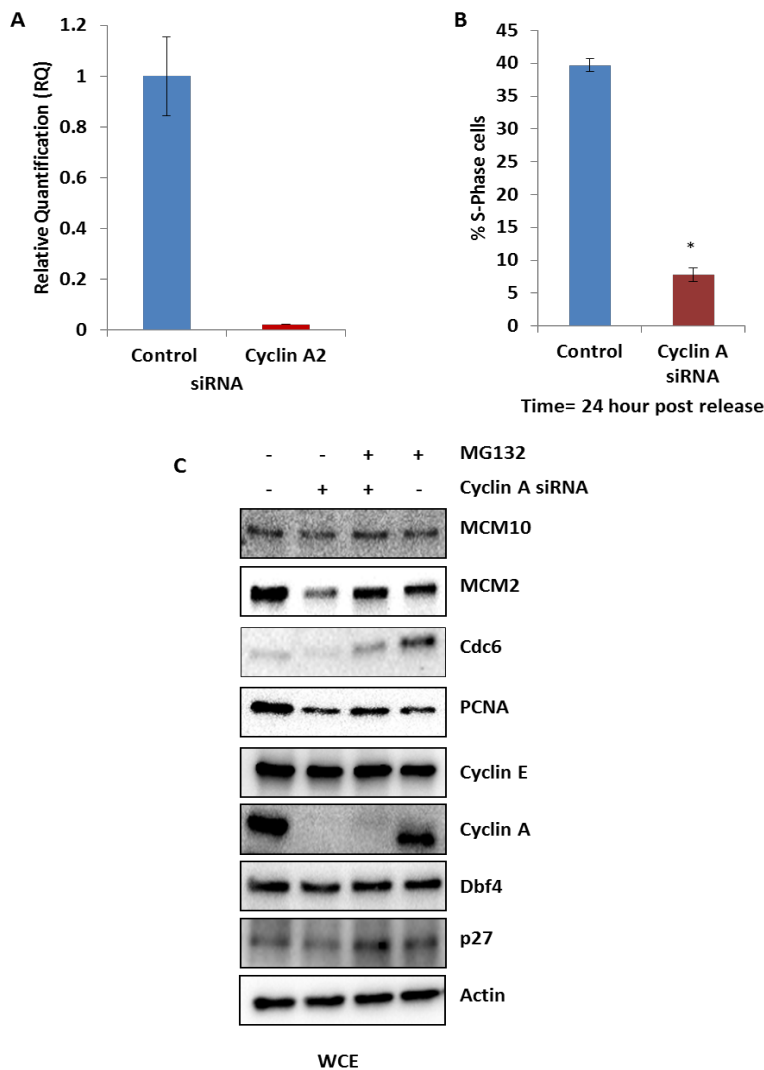 A
Relative Quantification (RQ)
1.2
1
0.8
0.6
0.4
0.2
0
Control
Cyclin A2
siRNA
B
% S-Phase cells
45
40
35
30
25
20
15
10
5
0
*
Control
Cyclin A
siRNA
Time= 24 hour post release
C
- - + + MG132
- + + - Cyclin A siRNA
MCM10
MCM2
Cdc6
PCNA
Cyclin E
Cyclin A
Dbf4
p27
Actin
WCE